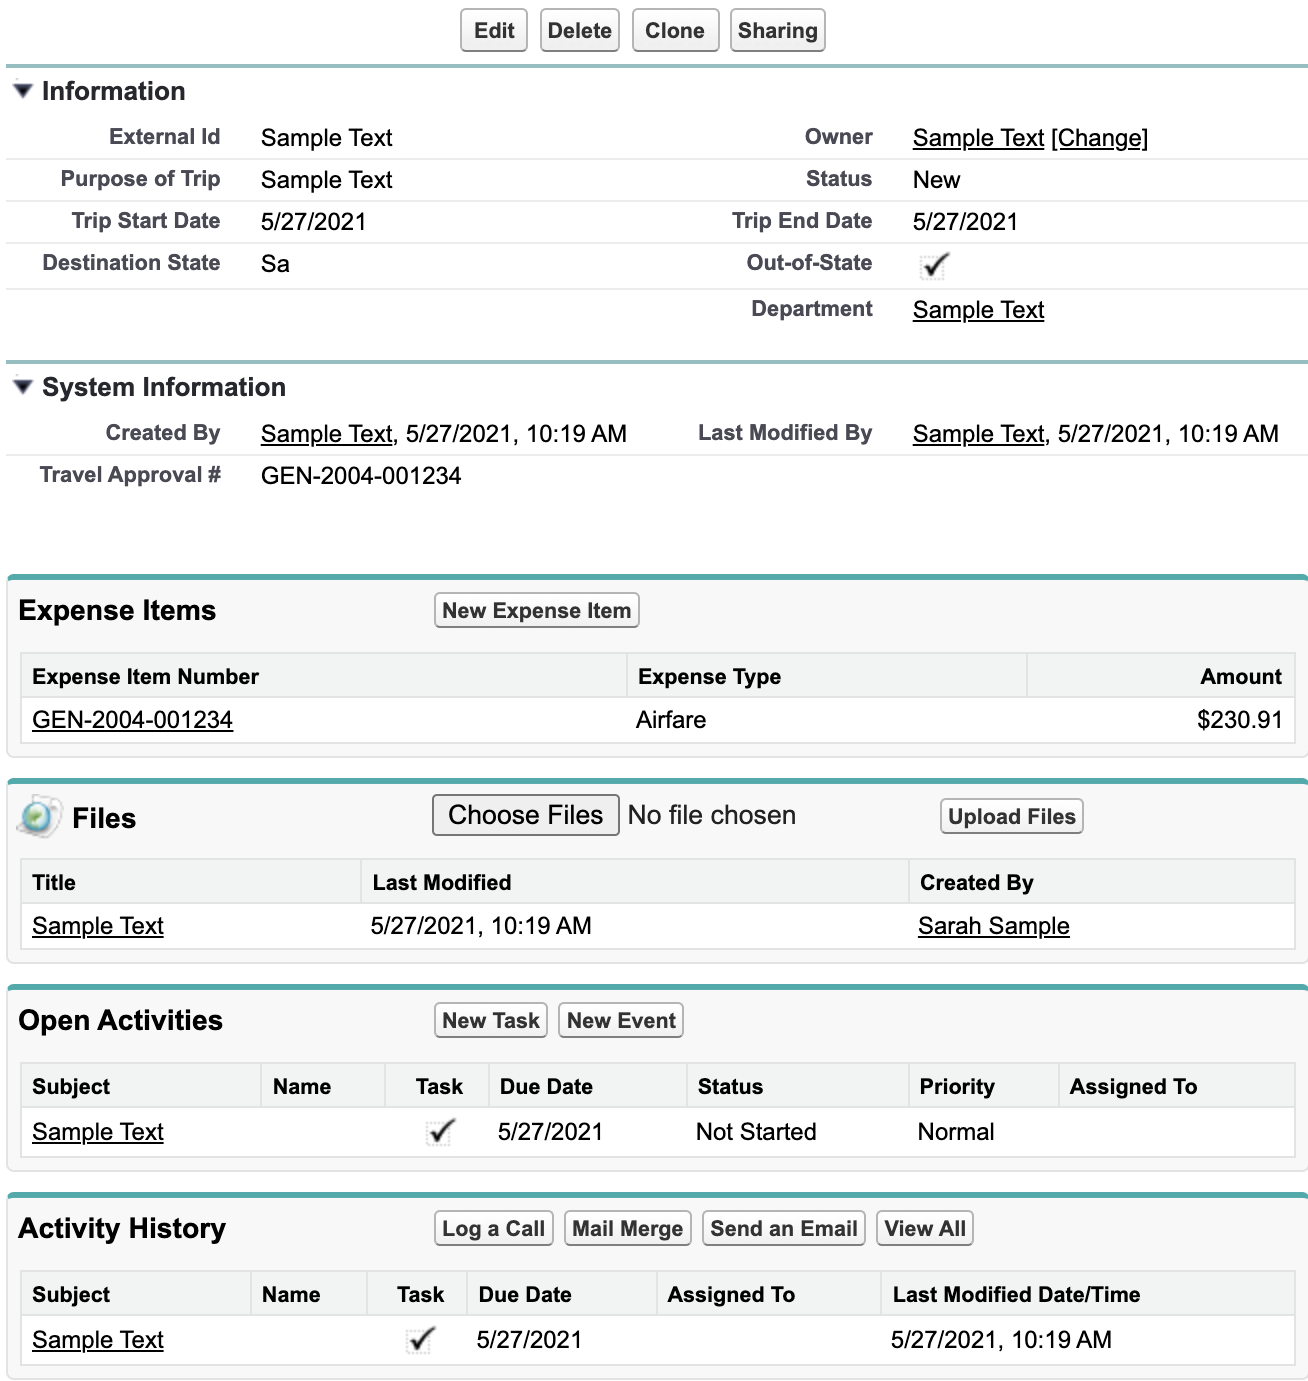 Edit Delete Clone Sharing
Information
External Id Sample Text Owner Sample Text [Change]
Purpose of Trip Sample Text Status New
Trip Start Date 5/27/2021 Trip End Date 5/27/2021
Destination State Sa Out-of-State
Department Sample Text
System Information
Created By Sample Text, 5/27/2021, 10:19 AM Last Modified By Sample Text, 5/27/2021, 10:19 AM
Travel Approval # GEN-2004-001234
Expense Items New Expense Item
Expense Item Number Expense Type Amount
GEN-2004-001234 Airfare $230.91
Files Choose Files No file chosen Upload Files
Title Last Modified Created By
Sample Text 5/27/2021, 10:19 AM Sarah Sample
Open Activities New Task New Event
Subject Name Task Due Date Status Priority Assigned To
Sample Text 5/27/2021 Not Started Normal
Activity History Log a Call Mail Merge Send an Email View All
Subject Name Task Due Date Assigned To Last Modified Date/Time
Sample Text 5/27/2021 5/27/2021, 10:19 AM